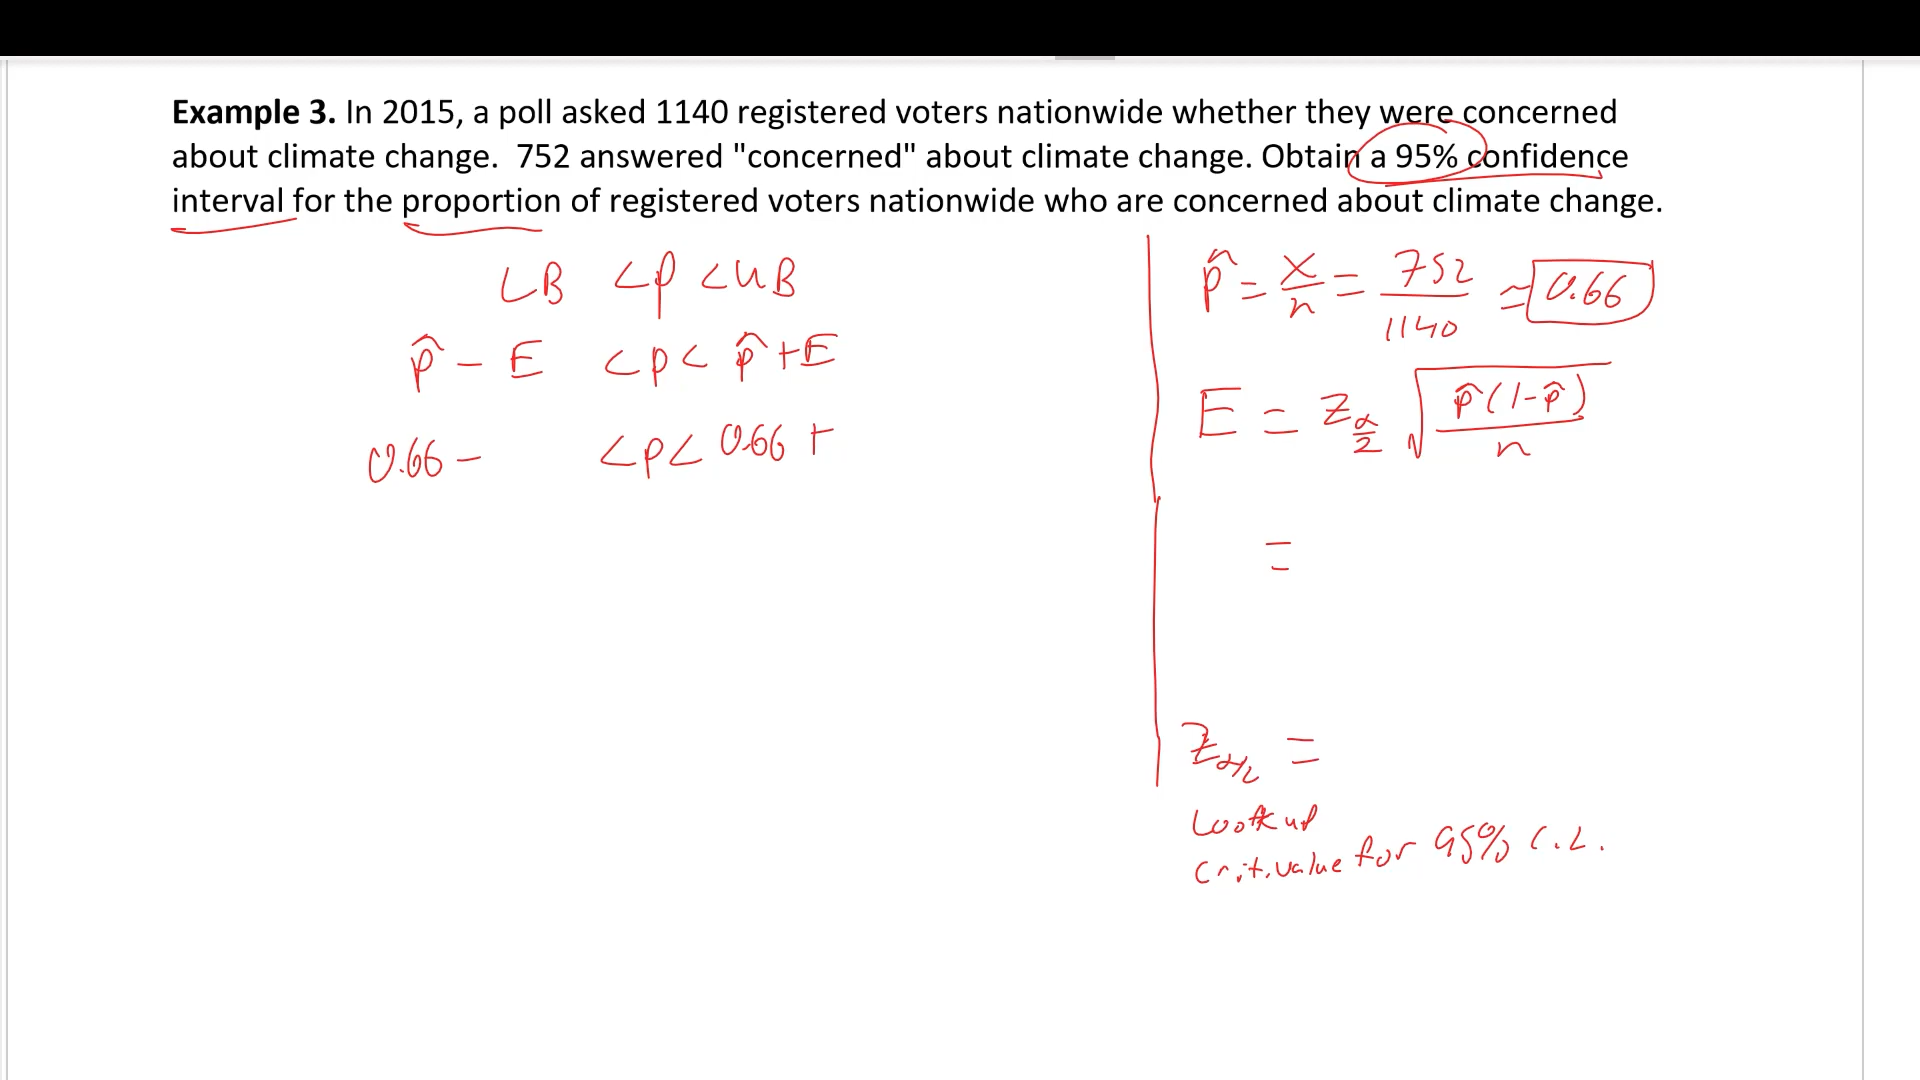 Example 3. In 2015, a poll asked 1140 registered voters nationwide whether they were concerned
about climate change.  752 answered "concerned" about climate change. Obtain a 95% confidence
interval for the proportion of registered voters nationwide who are concerned about climate change.
LB < p < UB
p̂ - E < p < p̂ + E
0.66 - < p < 0.66 +
p̂ = x/n = 752/1140 ≈ 0.66
E = z_{α/2} √(p̂(1-p̂)/n)
=
Z_{α/2} =
Look up
Crit. value for 95% C.L.